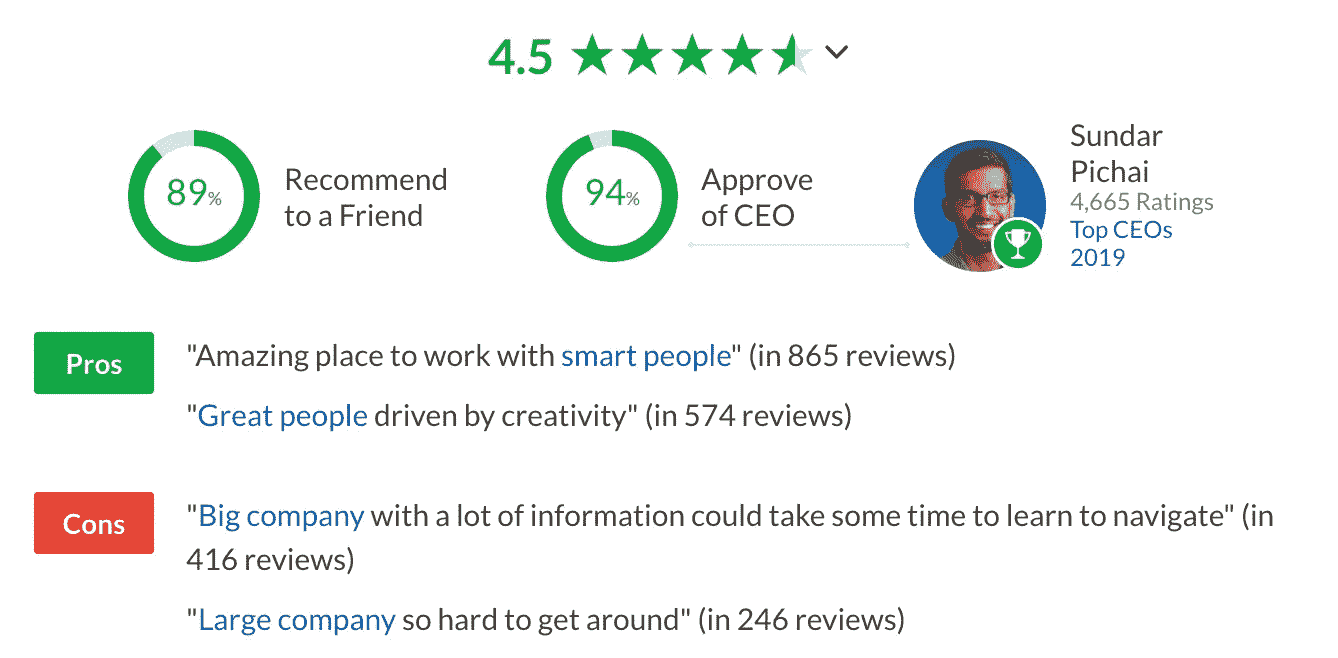 4.5
89%
Recommend
to a Friend
94%
Approve
of CEO
Sundar
Pichai
4,665 Ratings
Top CEOs
2019
Pros
"Amazing place to work with smart people" (in 865 reviews)
"Great people driven by creativity" (in 574 reviews)
Cons
"Big company with a lot of information could take some time to learn to navigate" (in
416 reviews)
"Large company so hard to get around" (in 246 reviews)